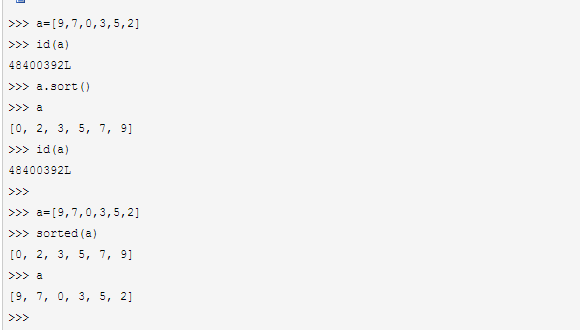 >>> a=[9,7,0,3,5,2]
>>> id(a)
48400392L
>>> a.sort()
>>> a
[0, 2, 3, 5, 7, 9]
>>> id(a)
48400392L
>>>
>>> a=[9,7,0,3,5,2]
>>> sorted(a)
[0, 2, 3, 5, 7, 9]
>>> a
[9, 7, 0, 3, 5, 2]
>>>